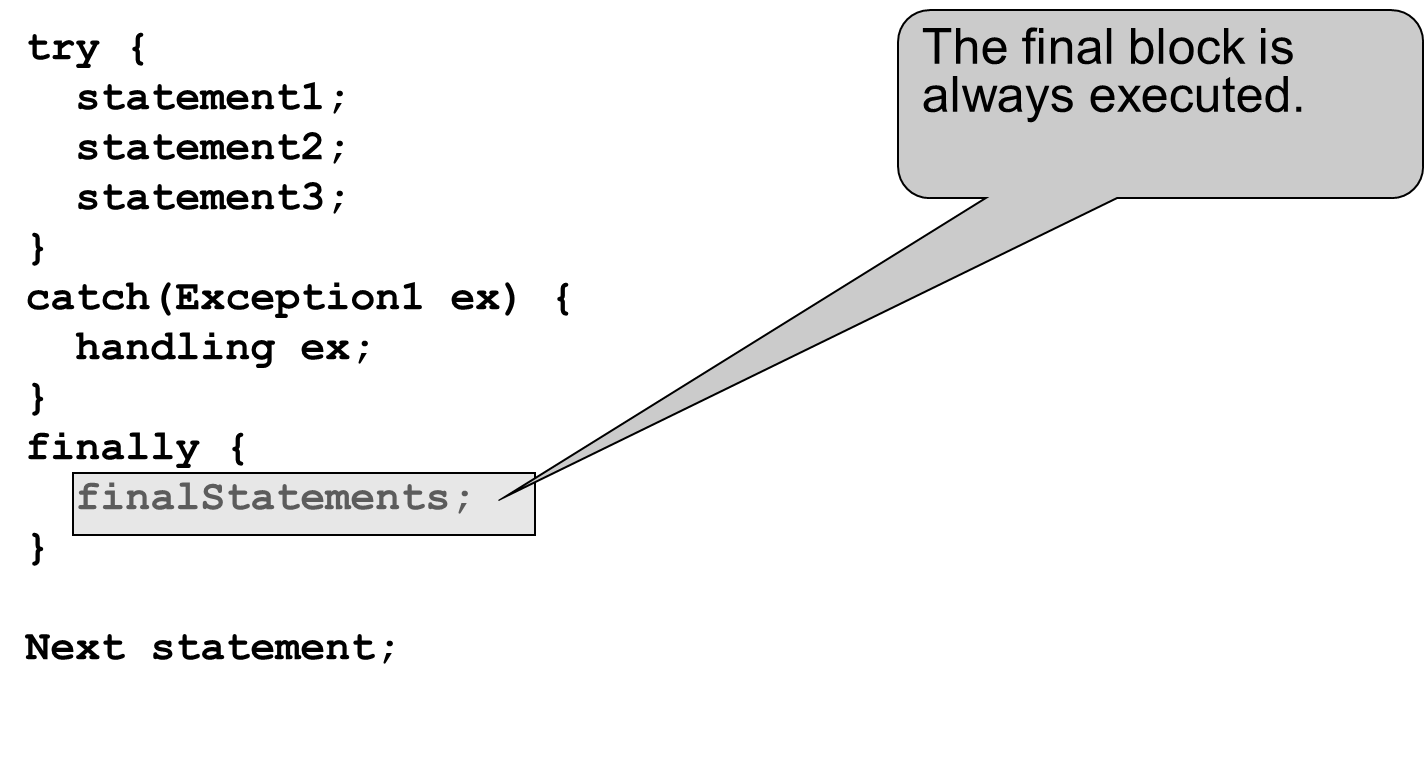 try {
  statement1;
  statement2;
  statement3;
}
catch(Exception1 ex) {
  handling ex;
}
finally {
  finalStatements;
}
Next statement;
The final block is
always executed.